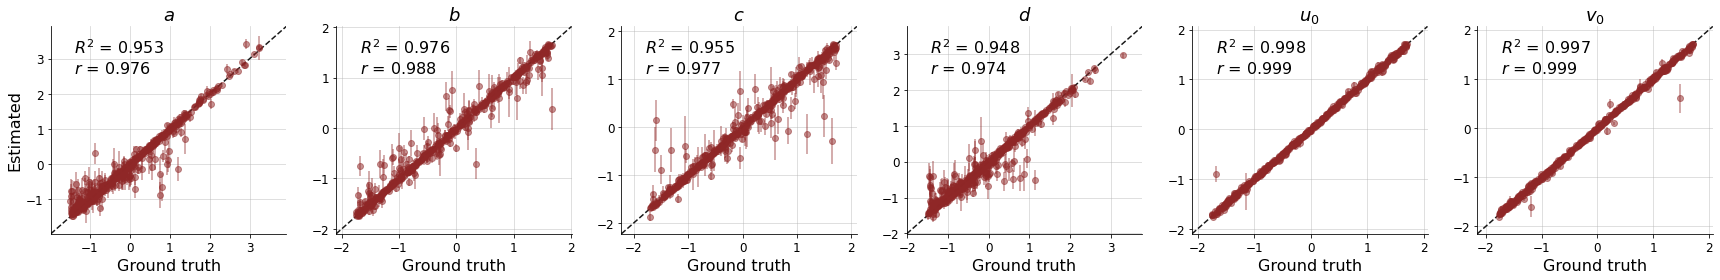 a
R² = 0.953
r = 0.976
Estimated
3
2
1
0
−1
−1 0 1 2 3
Ground truth
b
R² = 0.976
r = 0.988
2
1
0
−1
−2
−2 −1 0 1 2
Ground truth
c
R² = 0.955
r = 0.977
2
1
0
−1
−2
−2 −1 0 1 2
Ground truth
d
R² = 0.948
r = 0.974
3
2
1
0
−1
−2
−2 −1 0 1 2 3
Ground truth
u₀
R² = 0.998
r = 0.999
2
1
0
−1
−2
−2 −1 0 1 2
Ground truth
v₀
R² = 0.997
r = 0.999
2
1
0
−1
−2
−2 −1 0 1 2
Ground truth